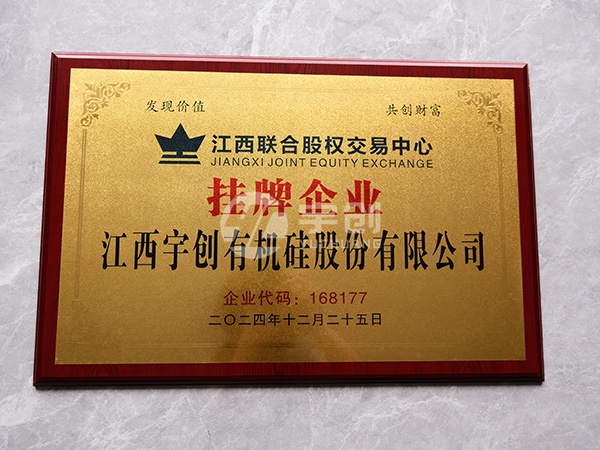 发现价值
共创财富
江西联合股权交易中心
JIANGXI JOINT EQUITY EXCHANGE
挂牌企业
江西宇创有机硅股份有限公司
企业代码：168177
二〇二四年十二月二十五日